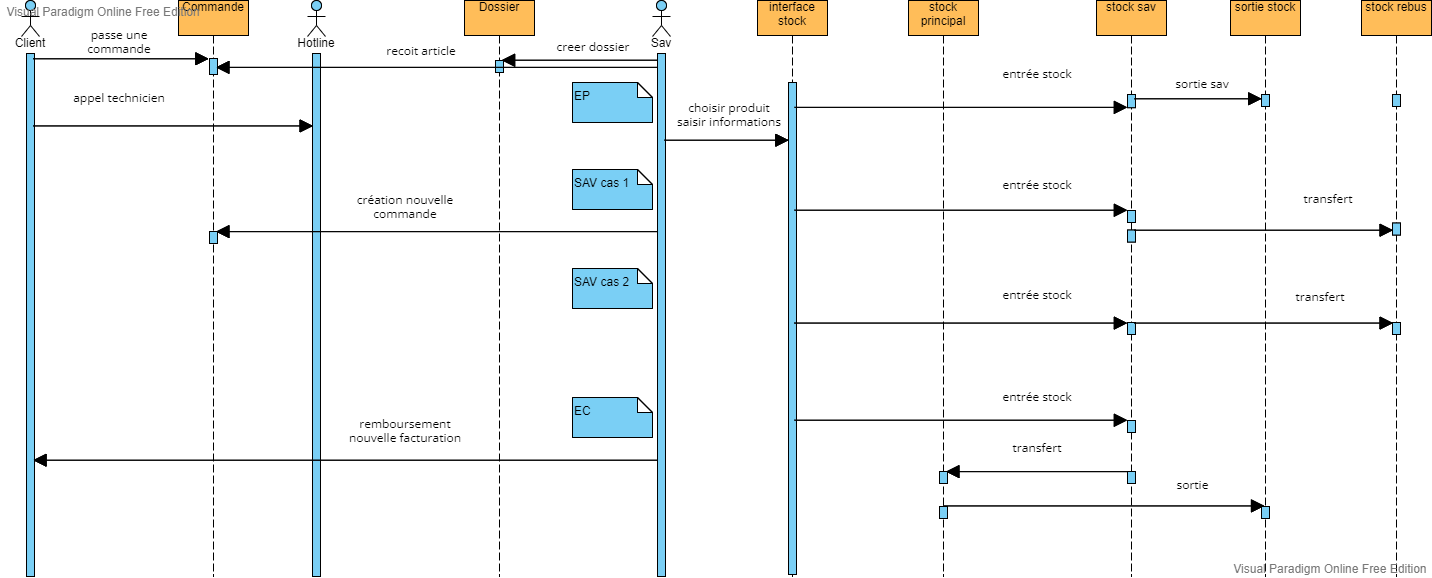 Visual Paradigm Online Free Edition
Client
Commande
Hotline
Dossier
Sav
interface
stock
stock
principal
stock sav
sortie stock
stock rebus
passe une
commande
recoit article
creer dossier
entrée stock
sortie sav
appel technicien
EP
choisir produit
saisir informations
SAV cas 1
entrée stock
transfert
création nouvelle
commande
SAV cas 2
entrée stock
transfert
EC
entrée stock
remboursement
nouvelle facturation
transfert
sortie
Visual Paradigm Online Free Edition